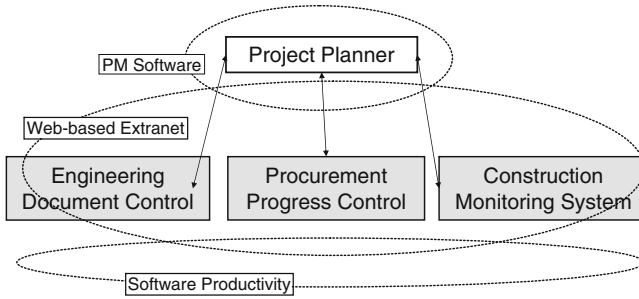 Project Planner
PM Software
Web-based Extranet
Engineering
Document Control
Procurement
Progress Control
Construction
Monitoring System
Software Productivity